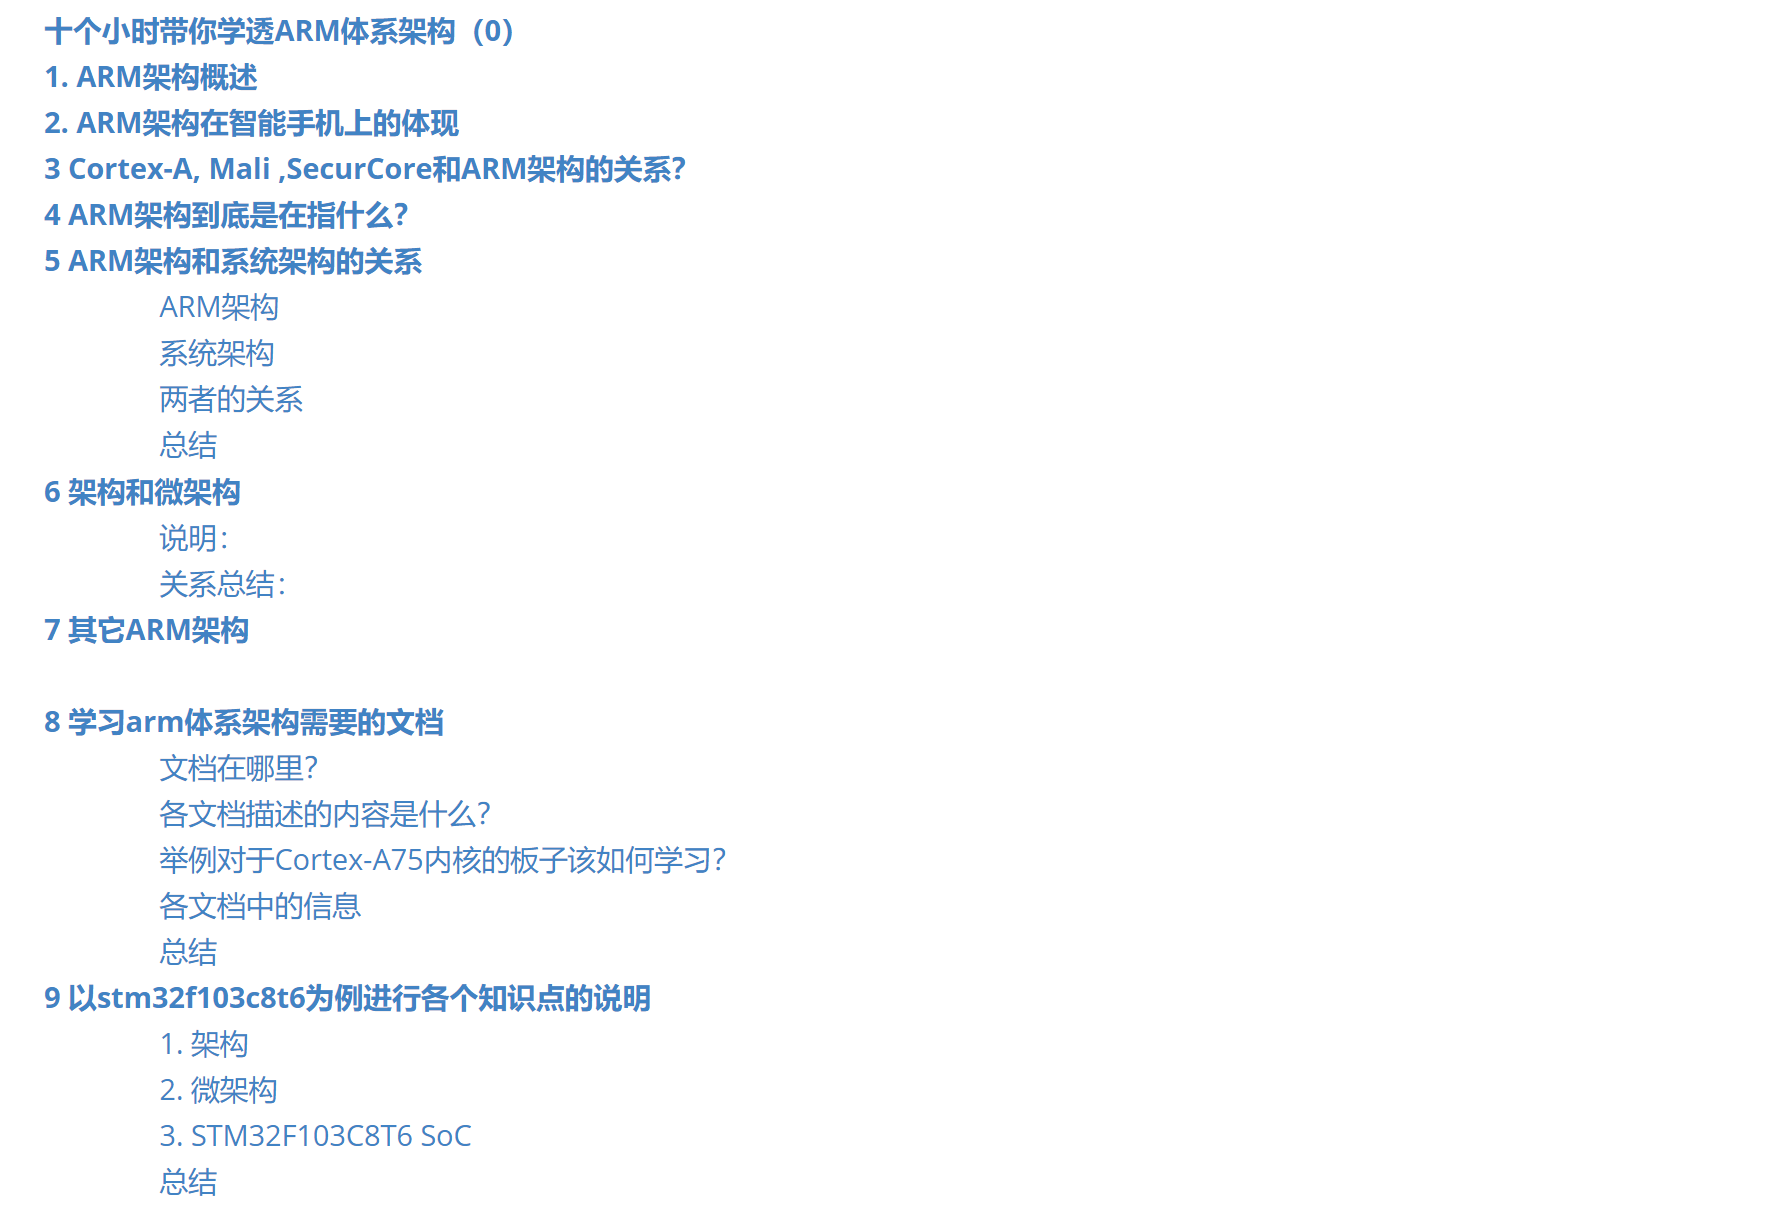 十个小时带你学透ARM体系架构（0）
1. ARM架构概述
2. ARM架构在智能手机上的体现
3 Cortex-A, Mali ,SecurCore和ARM架构的关系？
4 ARM架构到底是在指什么？
5 ARM架构和系统架构的关系
ARM架构
系统架构
两者的关系
总结
6 架构和微架构
说明：
关系总结：
7 其它ARM架构
8 学习arm体系架构需要的文档
文档在哪里？
各文档描述的内容是什么？
举例对于Cortex-A75内核的板子该如何学习？
各文档中的信息
总结
9 以stm32f103c8t6为例进行各个知识点的说明
1. 架构
2. 微架构
3. STM32F103C8T6 SoC
总结